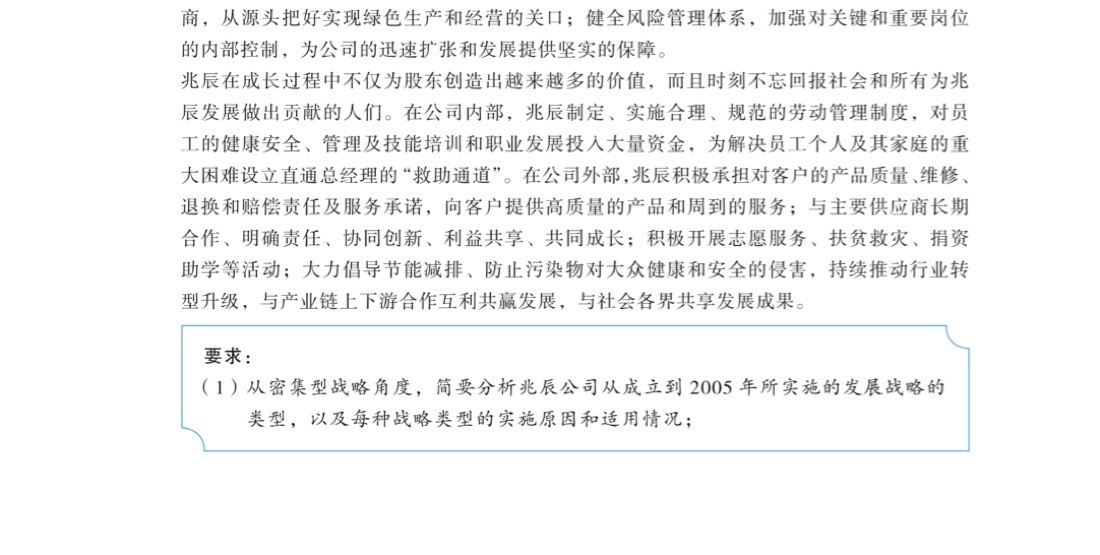 商，从源头把好实现绿色生产和经营的关口；健全风险管理体系，加强对关键和重要岗位
的内部控制，为公司的迅速扩张和发展提供坚实的保障。
兆辰在成长过程中不仅为股东创造出越来越多的价值，而且时刻不忘回报社会和所有为兆
辰发展做出贡献的人们。在公司内部，兆辰制定、实施合理、规范的劳动管理制度，对员
工的健康安全、管理及技能培训和职业发展投入大量资金，为解决员工个人及其家庭的重
大困难设立直通总经理的“救助通道”。在公司外部，兆辰积极承担对客户的产品质量、维修、
退换和赔偿责任及服务承诺，向客户提供高质量的产品和周到的服务；与主要供应商长期
合作、明确责任、协同创新、利益共享、共同成长；积极开展志愿服务、扶贫救灾、捐资
助学等活动；大力倡导节能减排、防止污染物对大众健康和安全的侵害，持续推动行业转
型升级，与产业链上下游合作互利共赢发展，与社会各界共享发展成果。
要求：
（1）从密集型战略角度，简要分析兆辰公司从成立到 2005 年所实施的发展战略的
类型，以及每种战略类型的实施原因和适用情况；